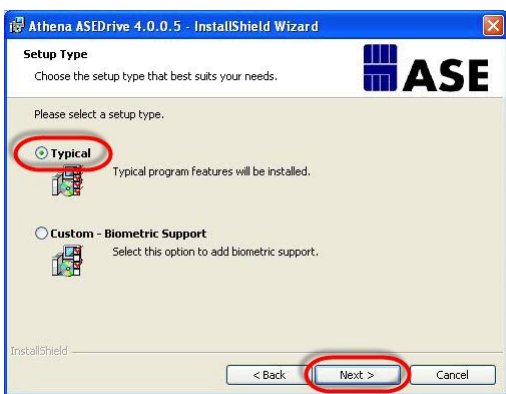 Athena ASEDrive 4.0.0.5 - InstallShield Wizard
Setup Type
Choose the setup type that best suits your needs.
ASE
Please select a setup type.
Typical
Typical program features will be installed.
Custom - Biometric Support
Select this option to add biometric support.
InstallShield
< Back
Next >
Cancel